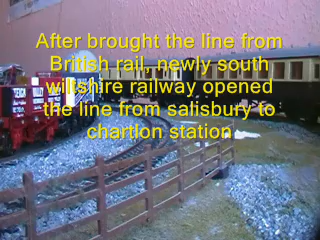 After brought the line from
British rail, newly south
wiltshire railway opened
the line from salisbury to
chartlon station